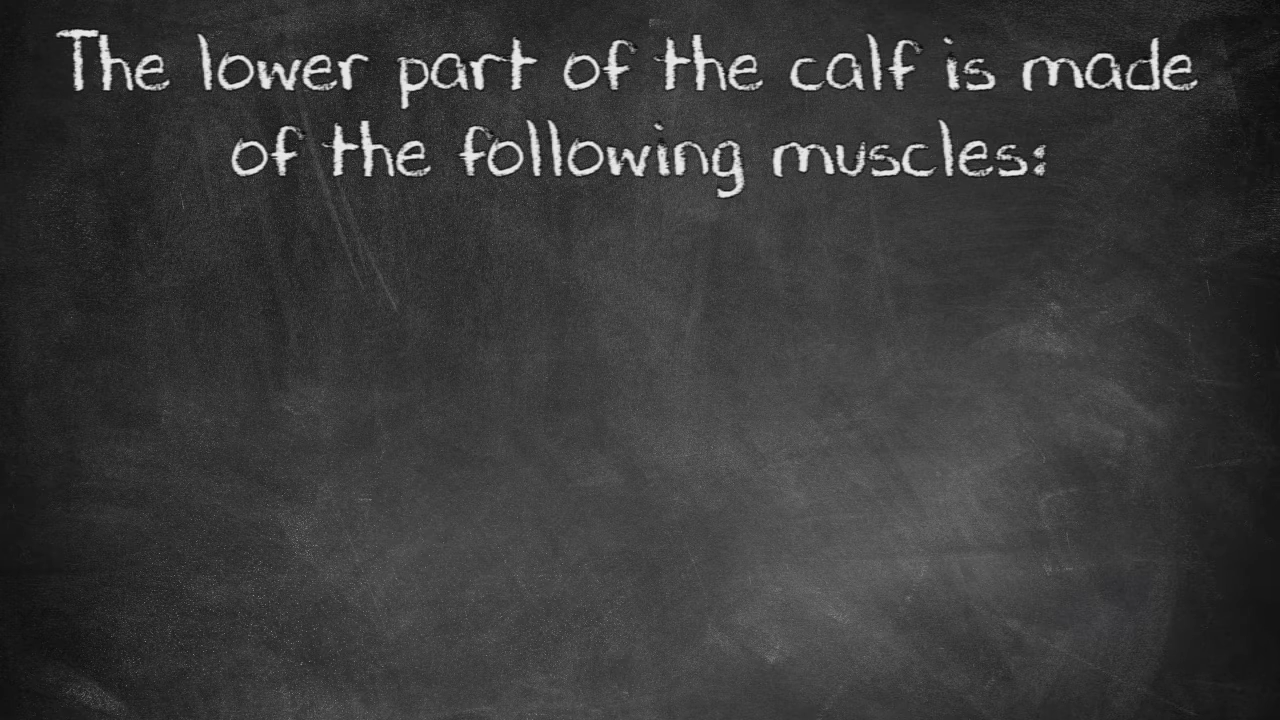 The lower part of the calf is made
of the following muscles: